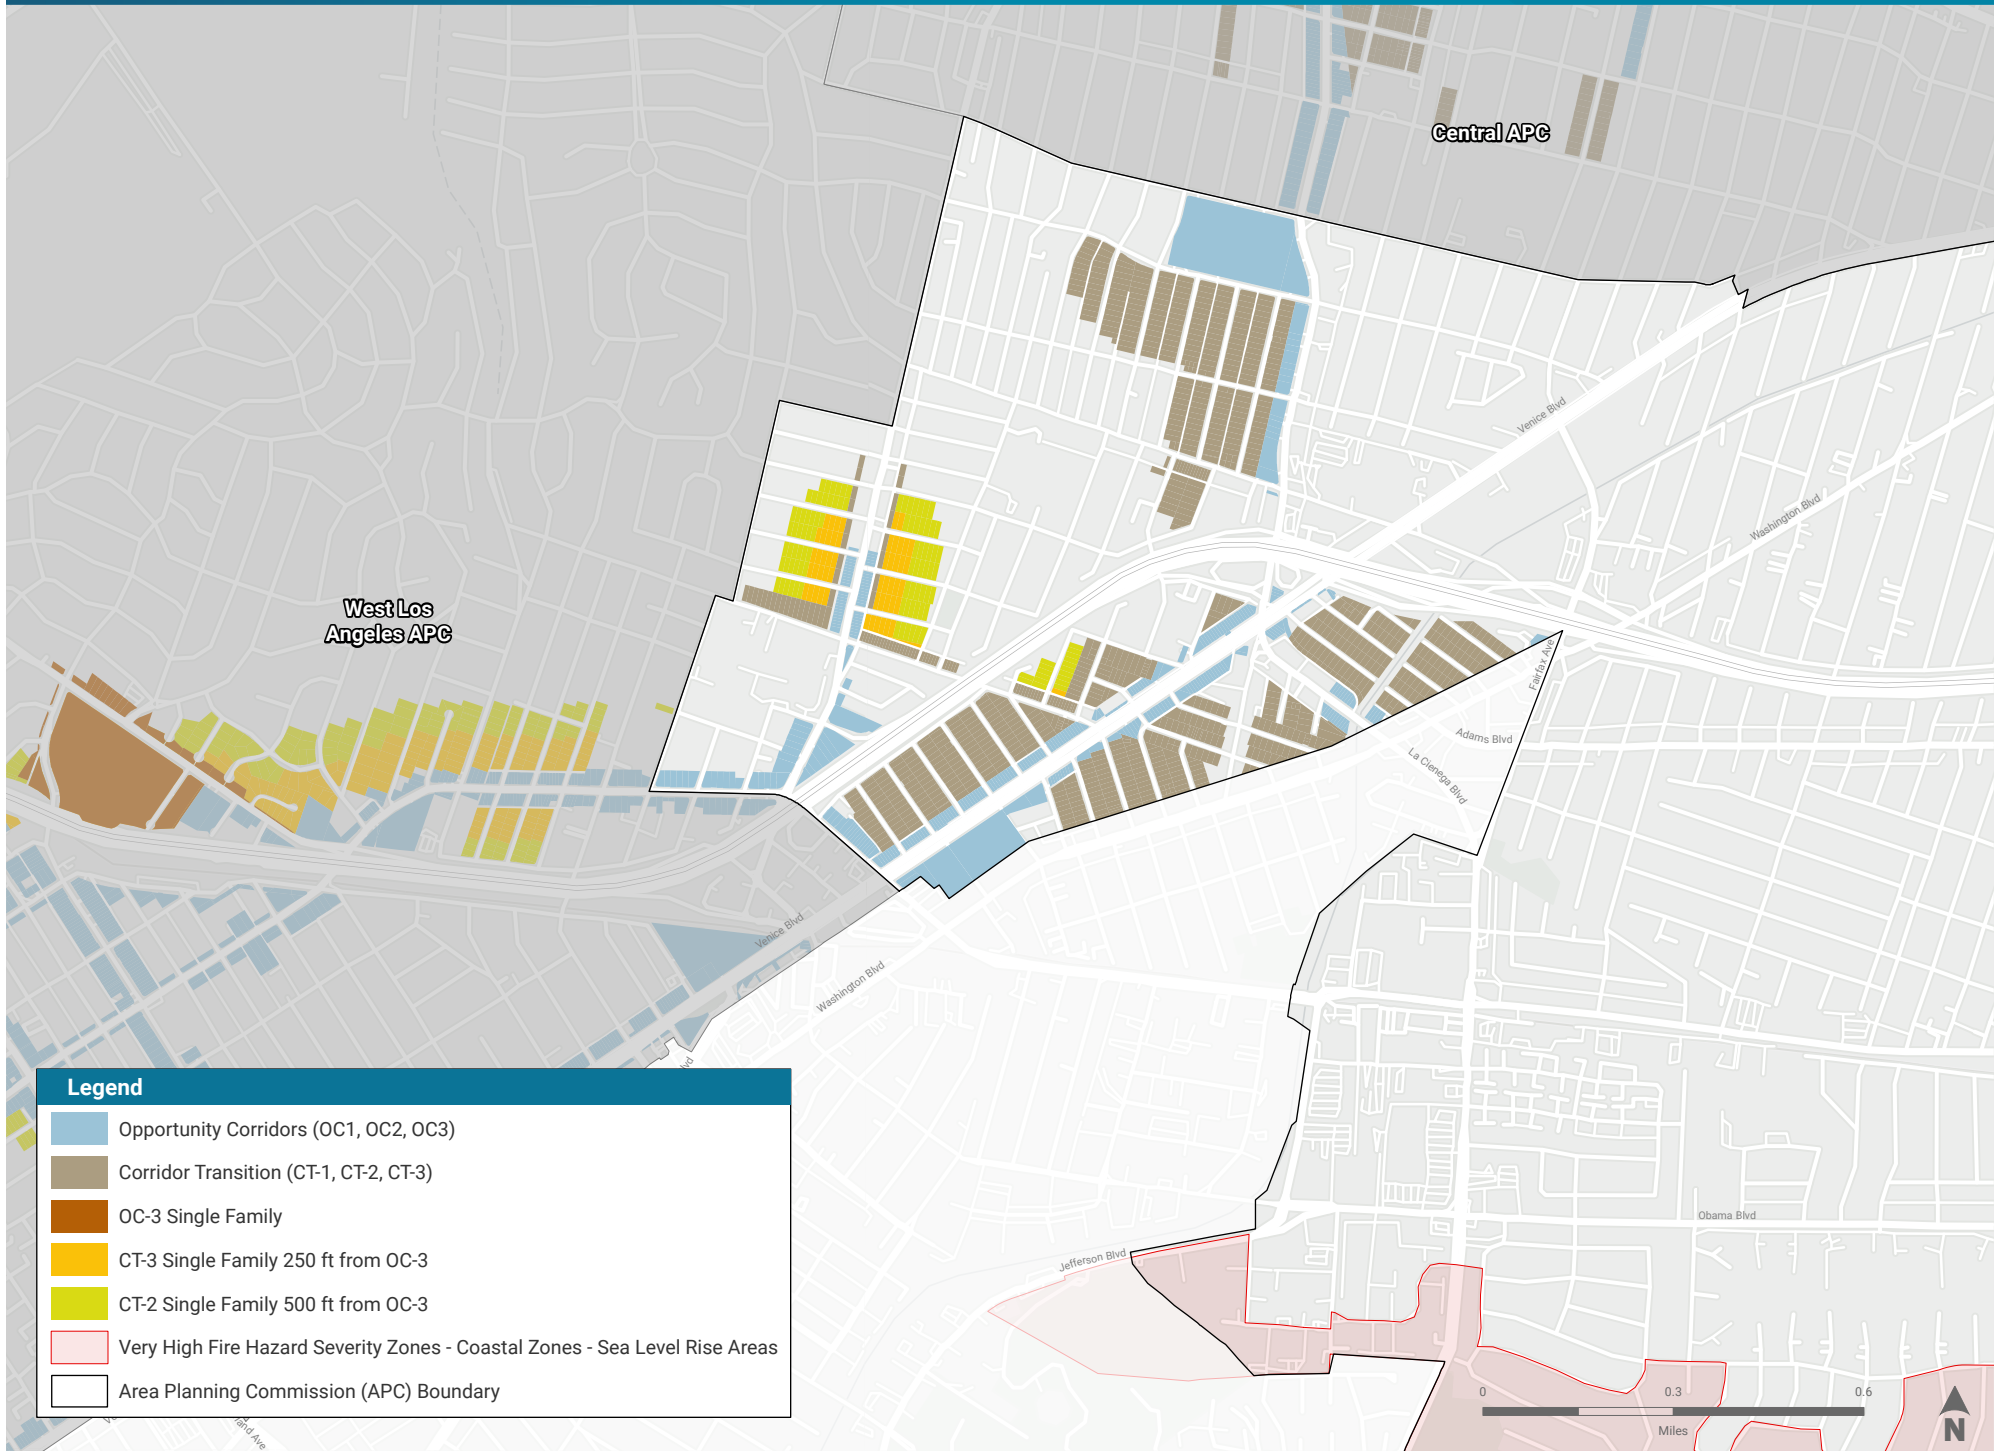 Central APC
Venice Blvd
Washington Blvd
West Los
Angeles APC
Fairfax Ave
Adams Blvd
La Cienega Blvd
Venice Blvd
Washington Blvd
Obama Blvd
Jefferson Blvd
Legend
Opportunity Corridors (OC1, OC2, OC3)
Corridor Transition (CT-1, CT-2, CT-3)
OC-3 Single Family
CT-3 Single Family 250 ft from OC-3
CT-2 Single Family 500 ft from OC-3
Very High Fire Hazard Severity Zones - Coastal Zones - Sea Level Rise Areas
Area Planning Commission (APC) Boundary
0 0.3 0.6
Miles
N